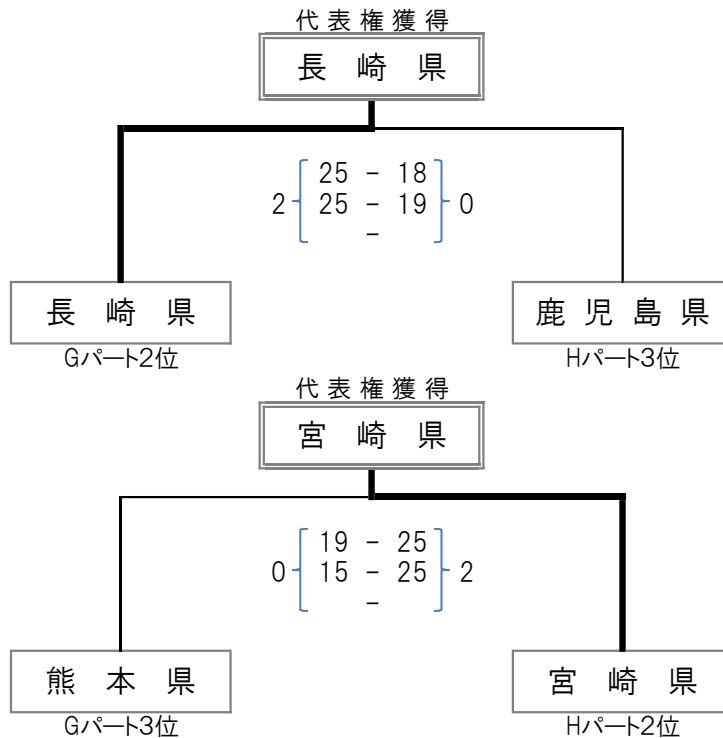 代表権獲得
長崎県
25 - 18
2 25 - 19 0
-
長崎県 鹿児島県
Gパート2位 Hパート3位
代表権獲得
宮崎県
19 - 25
0 15 - 25 2
-
熊本県 宮崎県
Gパート3位 Hパート2位